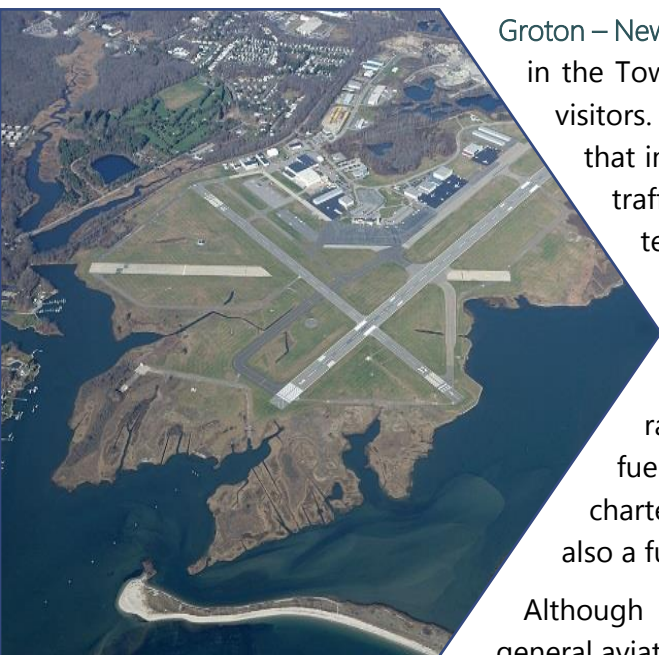 Groton – New
in the Tow
visitors.
that in
traff
te
ra
fue
charte
also a fu
Although
general aviat